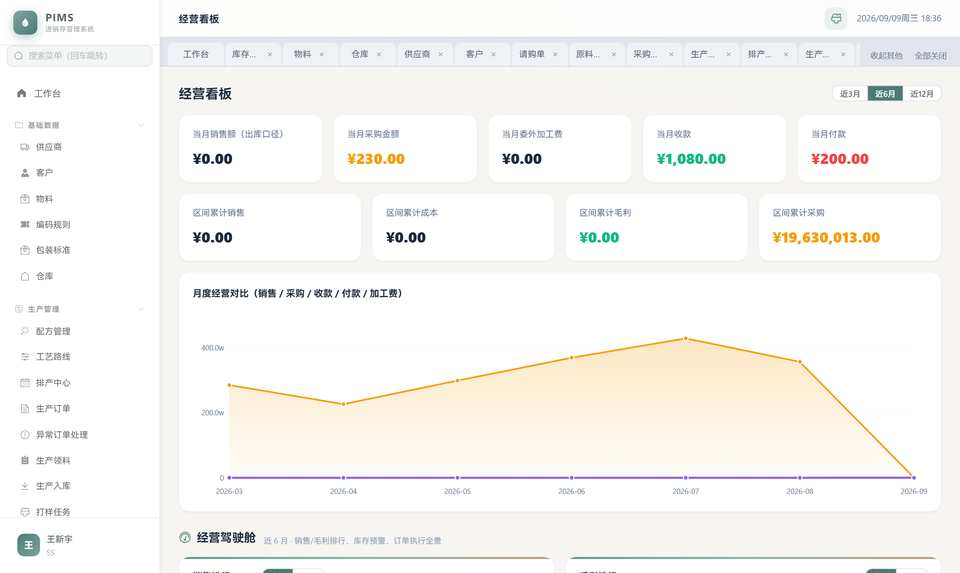 PIMS
进销存管理系统
搜索菜单（回车跳转）
工作台
基础数据
供应商
客户
物料
编码规则
包装标准
仓库
生产管理
配方管理
工艺路线
排产中心
生产订单
异常订单处理
生产领料
生产入库
打样任务
王
王新宇
SS
经营看板
2026/09/09周三 18:36
工作台
库存... ×
物料 ×
仓库 ×
供应商 ×
客户 ×
请购单 ×
原料... ×
采购... ×
生产... ×
排产... ×
生产... ×
收起其他
全部关闭
经营看板
近3月
近6月
近12月
当月销售额（出库口径）
¥0.00
当月采购金额
¥230.00
当月委外加工费
¥0.00
当月收款
¥1,080.00
当月付款
¥200.00
区间累计销售
¥0.00
区间累计成本
¥0.00
区间累计毛利
¥0.00
区间累计采购
¥19,630,013.00
月度经营对比（销售 / 采购 / 收款 / 付款 / 加工费）
400.0w
200.0w
0
2026-03
2026-04
2026-05
2026-06
2026-07
2026-08
2026-09
经营驾驶舱
近 6 月 · 销售/毛利排行、库存预警、订单执行全景